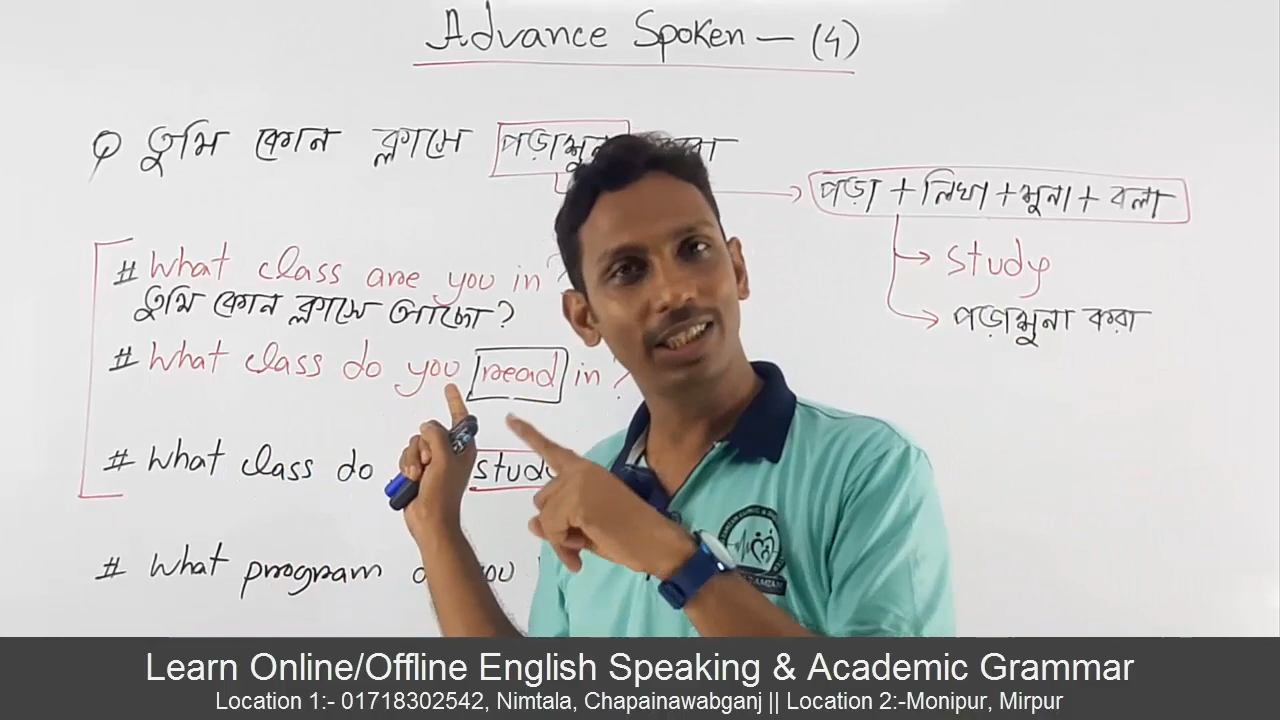 Advance Spoken — (4)
Q তুমি কোন ক্লাসে পড়াশুনা করো
পড়া + লিখা + শুনা + বলা
# What class are you in ?
study
তুমি কোন ক্লাসে আছো ?
পড়াশুনা করা
# What class do you read in ?
# What class do study
# What program you
Learn Online/Offline English Speaking & Academic Grammar
Location 1:- 01718302542, Nimtala, Chapainawabganj || Location 2:-Monipur, Mirpur